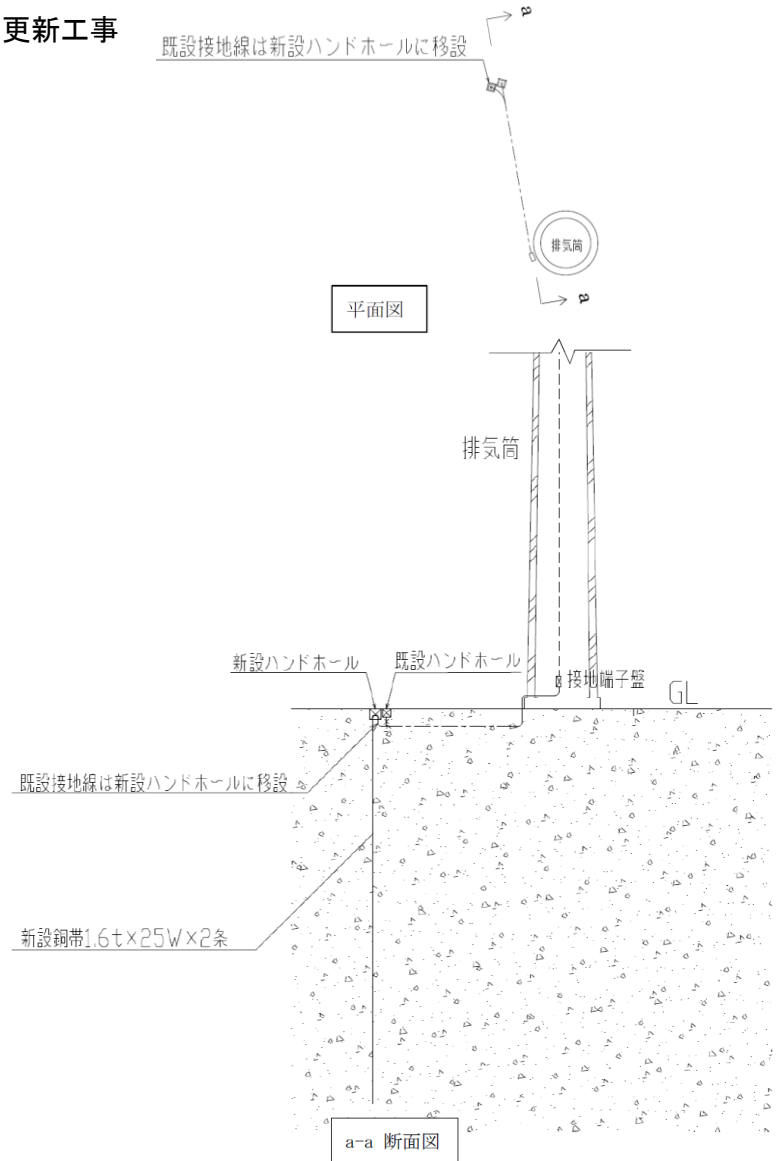 更新工事
既設接地線は新設ハンドホールに移設
a
排気筒
a
平面図
排気筒
新設ハンドホール
既設ハンドホール
接地端子盤
GL
既設接地線は新設ハンドホールに移設
新設銅帯1.6t×25W×2条
a-a 断面図